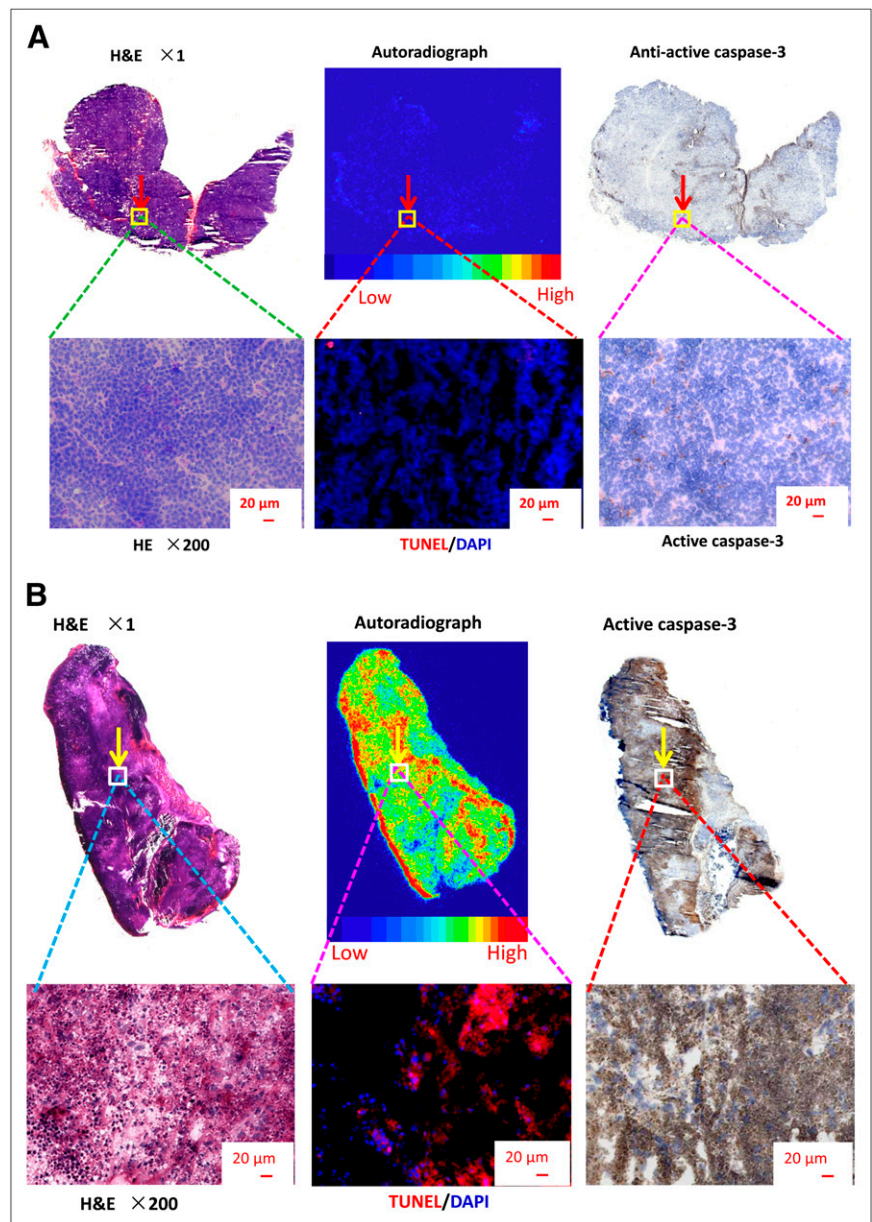 A
H&E ×1
Autoradiograph
Anti-active caspase-3
Low
High
20 µm
20 µm
20 µm
HE ×200
TUNEL/DAPI
Active caspase-3
B
H&E ×1
Autoradiograph
Active caspase-3
Low
High
20 µm
20 µm
20 µm
H&E ×200
TUNEL/DAPI